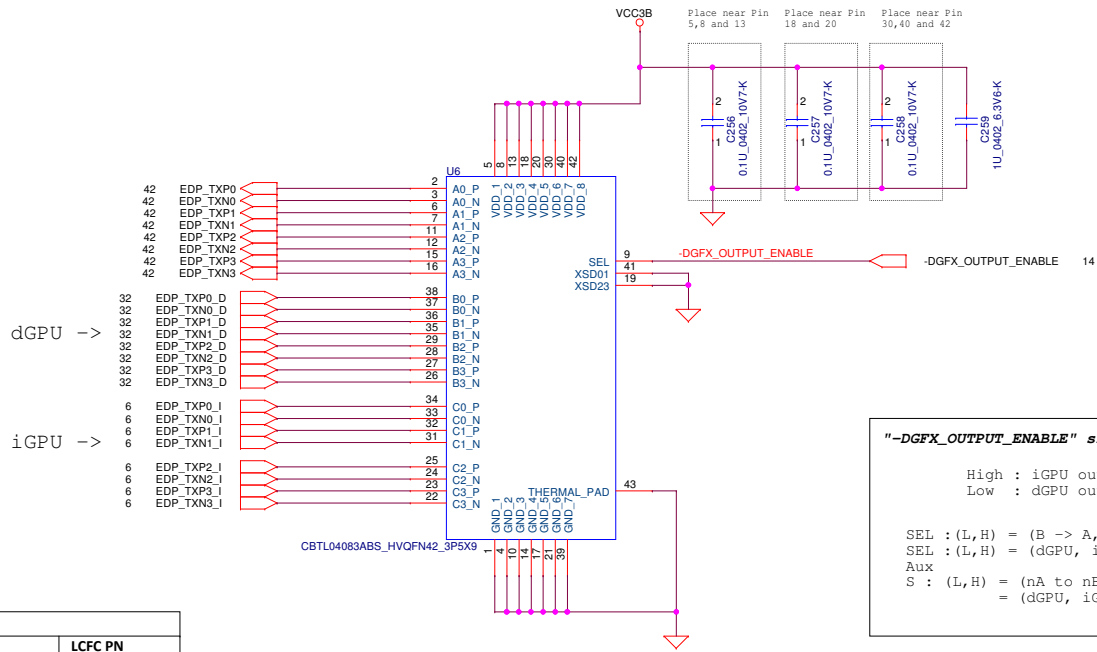 VCC3B
Place near Pin
5,8 and 13
Place near Pin
18 and 20
Place near Pin
30,40 and 42
2
C256
0.1U_0402_10V7-K
1
2
C257
0.1U_0402_10V7-K
1
2
C258
0.1U_0402_10V7-K
1
C259
1U_0402_6.3V6-K
5
8
13
18
20
30
40
42
U6
VDD_1
VDD_2
VDD_3
VDD_4
VDD_5
VDD_6
VDD_7
VDD_8
42 EDP_TXP0 2 A0_P
42 EDP_TXN0 3 A0_N
42 EDP_TXP1 6 A1_P
42 EDP_TXN1 7 A1_N
42 EDP_TXP2 11 A2_P
42 EDP_TXN2 12 A2_N
42 EDP_TXP3 15 A3_P
42 EDP_TXN3 16 A3_N
SEL 9 -DGFX_OUTPUT_ENABLE -DGFX_OUTPUT_ENABLE 14
XSD01 41
XSD23 19
dGPU ->
32 EDP_TXP0_D 38 B0_P
32 EDP_TXN0_D 37 B0_N
32 EDP_TXP1_D 36 B1_P
32 EDP_TXN1_D 35 B1_N
32 EDP_TXP2_D 29 B2_P
32 EDP_TXN2_D 28 B2_N
32 EDP_TXP3_D 27 B3_P
32 EDP_TXN3_D 26 B3_N
iGPU ->
6 EDP_TXP0_I 34 C0_P
6 EDP_TXN0_I 33 C0_N
6 EDP_TXP1_I 32 C1_P
6 EDP_TXN1_I 31 C1_N
6 EDP_TXP2_I 25 C2_P
6 EDP_TXN2_I 24 C2_N
6 EDP_TXP3_I 23 C3_P
6 EDP_TXN3_I 22 C3_N
THERMAL_PAD 43
GND_1
GND_2
GND_3
GND_4
GND_5
GND_6
GND_7
CBTL04083ABS_HVQFN42_3P5X9
1
4
10
14
17
21
39
"-DGFX_OUTPUT_ENABLE" s
High : iGPU ou
Low : dGPU ou
SEL :(L,H) = (B -> A,
SEL :(L,H) = (dGPU, i
Aux
S : (L,H) = (nA to nB
= (dGPU, iG
LCFC PN